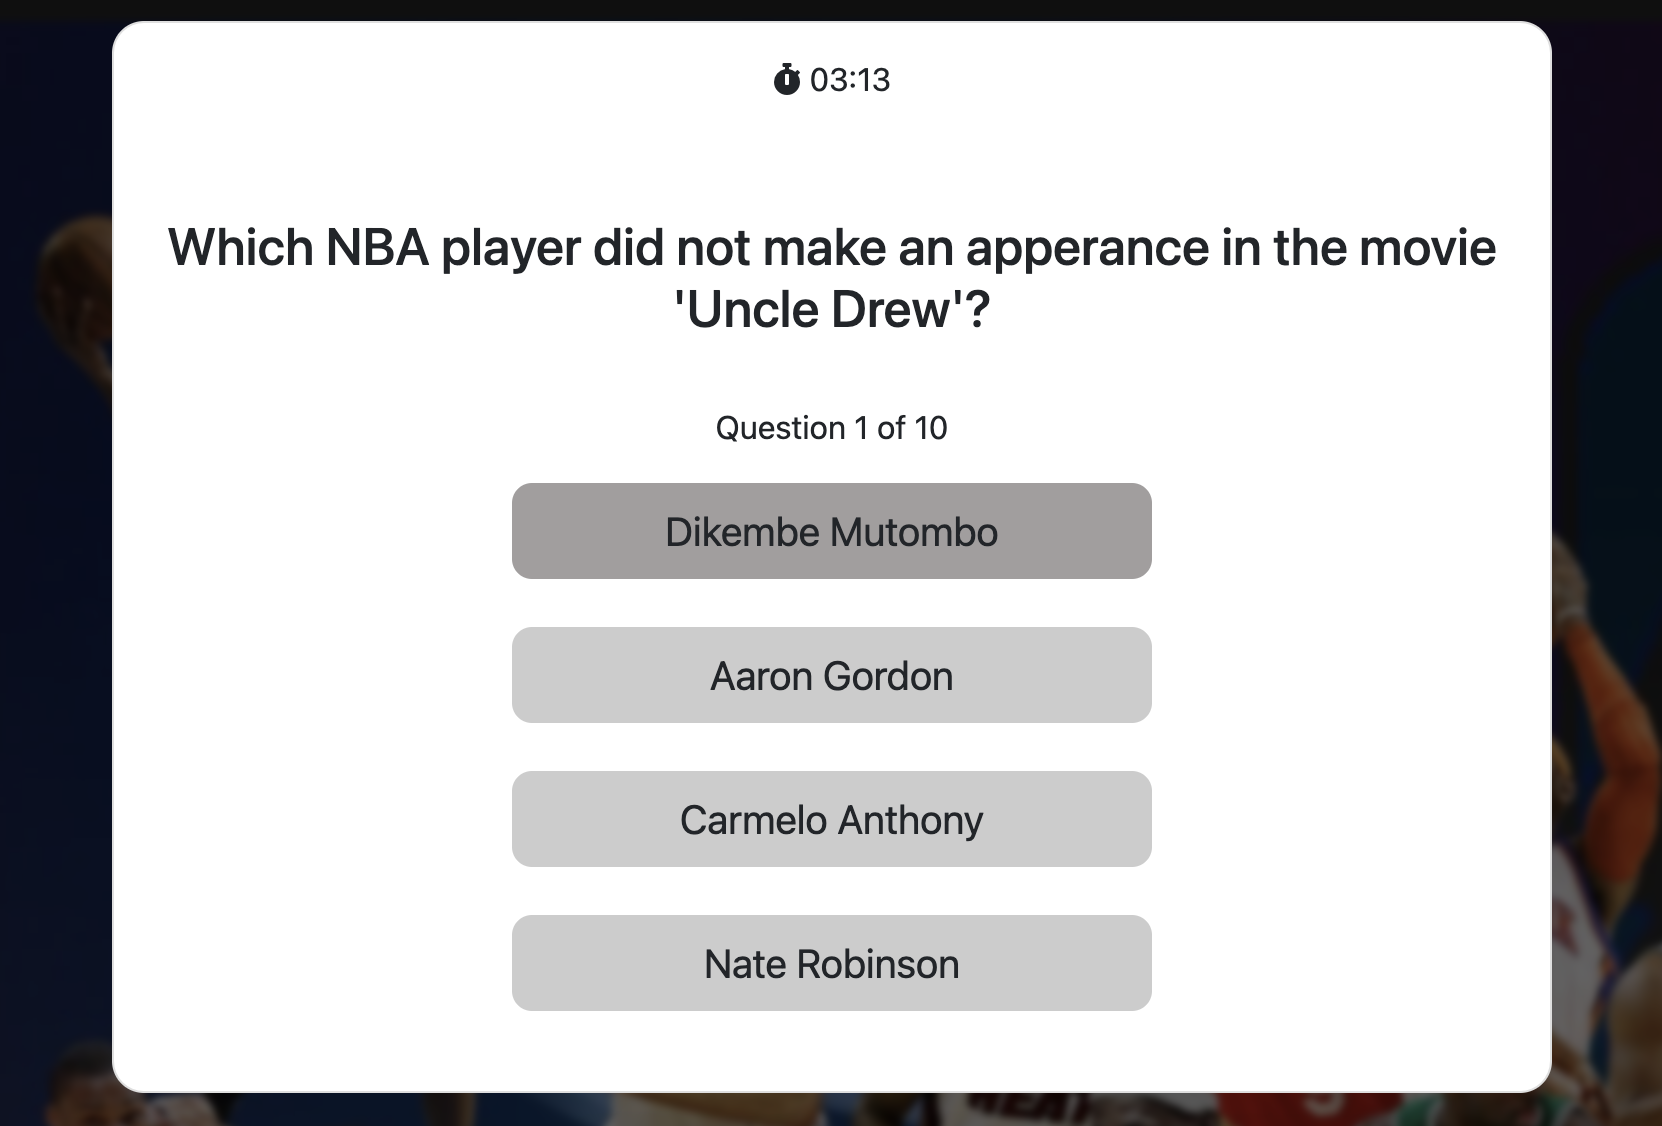 03:13
Which NBA player did not make an apperance in the movie
'Uncle Drew'?
Question 1 of 10
Dikembe Mutombo
Aaron Gordon
Carmelo Anthony
Nate Robinson
HEAT